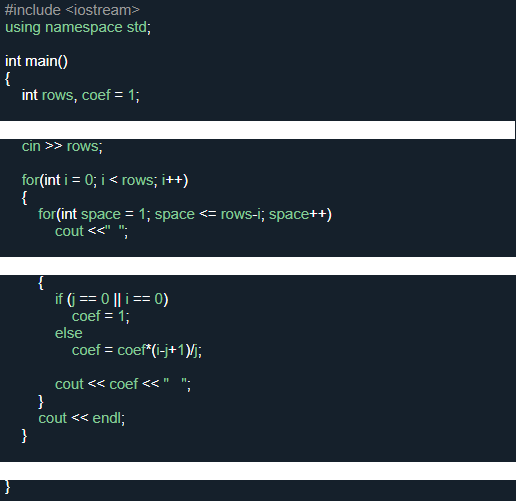 #include <iostream>
using namespace std;
int main()
{
int rows, coef = 1;
cin >> rows;
for(int i = 0; i < rows; i++)
{
for(int space = 1; space <= rows-i; space++)
cout <<"  ";
{
if (j == 0 || i == 0)
coef = 1;
else
coef = coef*(i-j+1)/j;
cout << coef << "   ";
}
cout << endl;
}
}